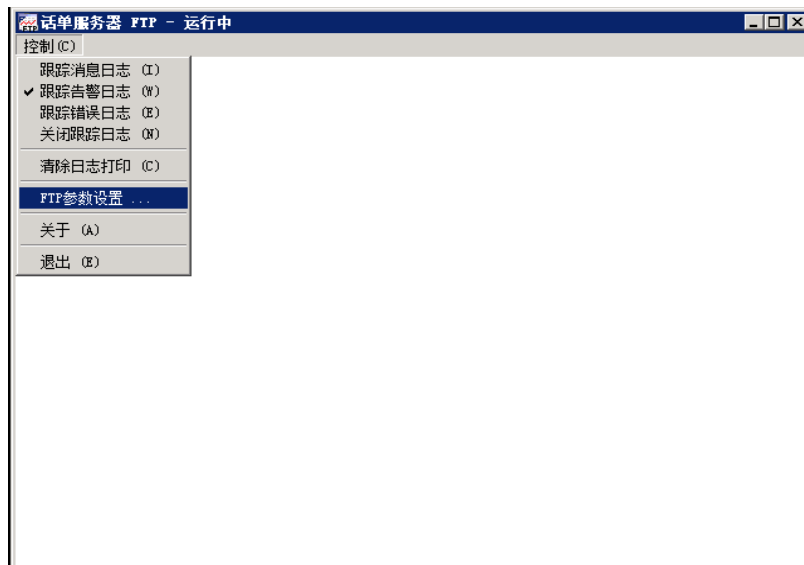 话单服务器 FTP - 运行中
控制(C)
跟踪消息日志 (I)
跟踪告警日志 (W)
跟踪错误日志 (E)
关闭跟踪日志 (N)
清除日志打印 (C)
FTP参数设置 ...
关于 (A)
退出 (E)